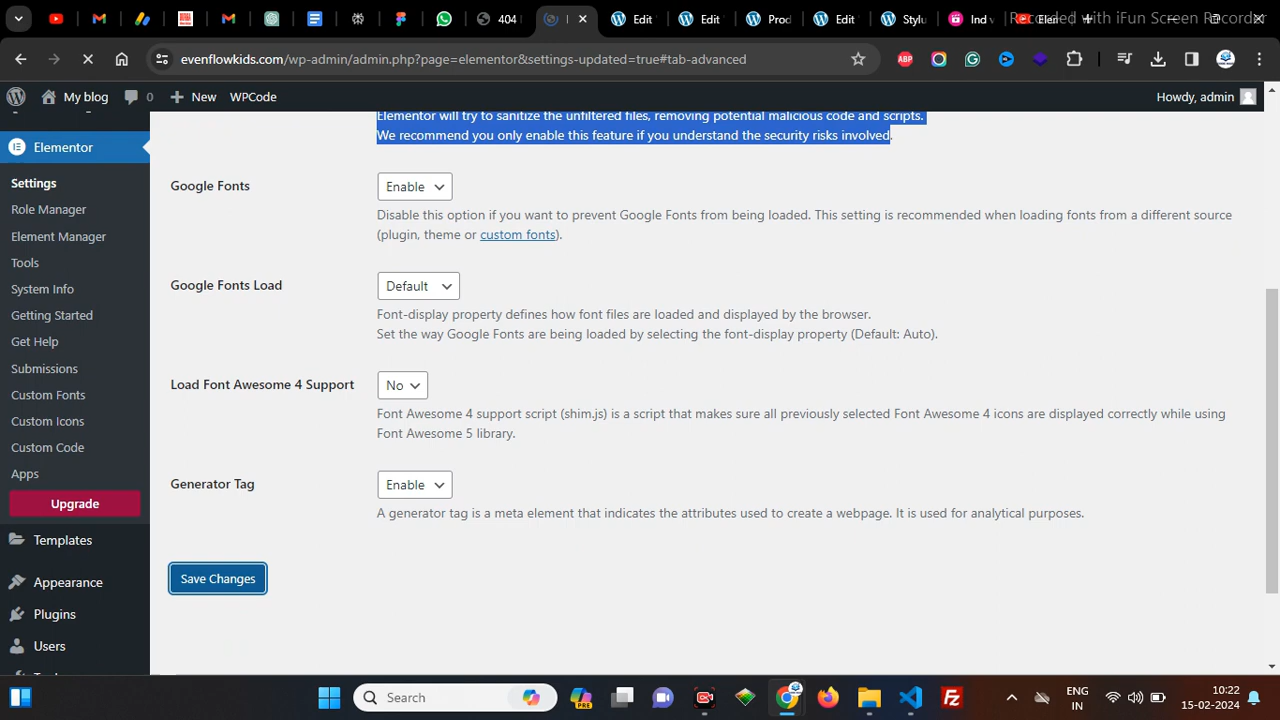 404
Edit
Edit
Prod
Edit
Stylu
Ind v
Eler
Recorded with iFun Screen Recorder
evenflowkids.com/wp-admin/admin.php?page=elementor&settings-updated=true#tab-advanced
My blog
0
New
WPCode
Howdy, admin
Elementor
Settings
Role Manager
Element Manager
Tools
System Info
Getting Started
Get Help
Submissions
Custom Fonts
Custom Icons
Custom Code
Apps
Upgrade
Templates
Appearance
Plugins
Users
Elementor will try to sanitize the unfiltered files, removing potential malicious code and scripts.
We recommend you only enable this feature if you understand the security risks involved.
Google Fonts
Enable
Disable this option if you want to prevent Google Fonts from being loaded. This setting is recommended when loading fonts from a different source
(plugin, theme or custom fonts).
Google Fonts Load
Default
Font-display property defines how font files are loaded and displayed by the browser.
Set the way Google Fonts are being loaded by selecting the font-display property (Default: Auto).
Load Font Awesome 4 Support
No
Font Awesome 4 support script (shim.js) is a script that makes sure all previously selected Font Awesome 4 icons are displayed correctly while using
Font Awesome 5 library.
Generator Tag
Enable
A generator tag is a meta element that indicates the attributes used to create a webpage. It is used for analytical purposes.
Save Changes
Search
PRE
ENG
IN
10:22
15-02-2024